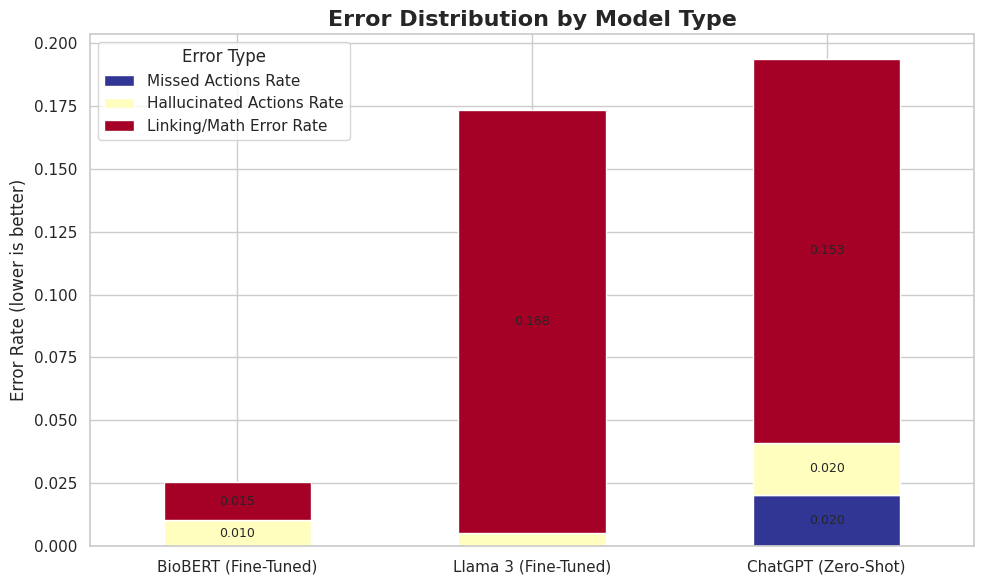 Error Distribution by Model Type
Error Type
Missed Actions Rate
Hallucinated Actions Rate
Linking/Math Error Rate
Error Rate (lower is better)
0.200
0.175
0.150
0.125
0.100
0.075
0.050
0.025
0.000
0.015
0.010
0.168
0.153
0.020
0.020
BioBERT (Fine-Tuned)
Llama 3 (Fine-Tuned)
ChatGPT (Zero-Shot)